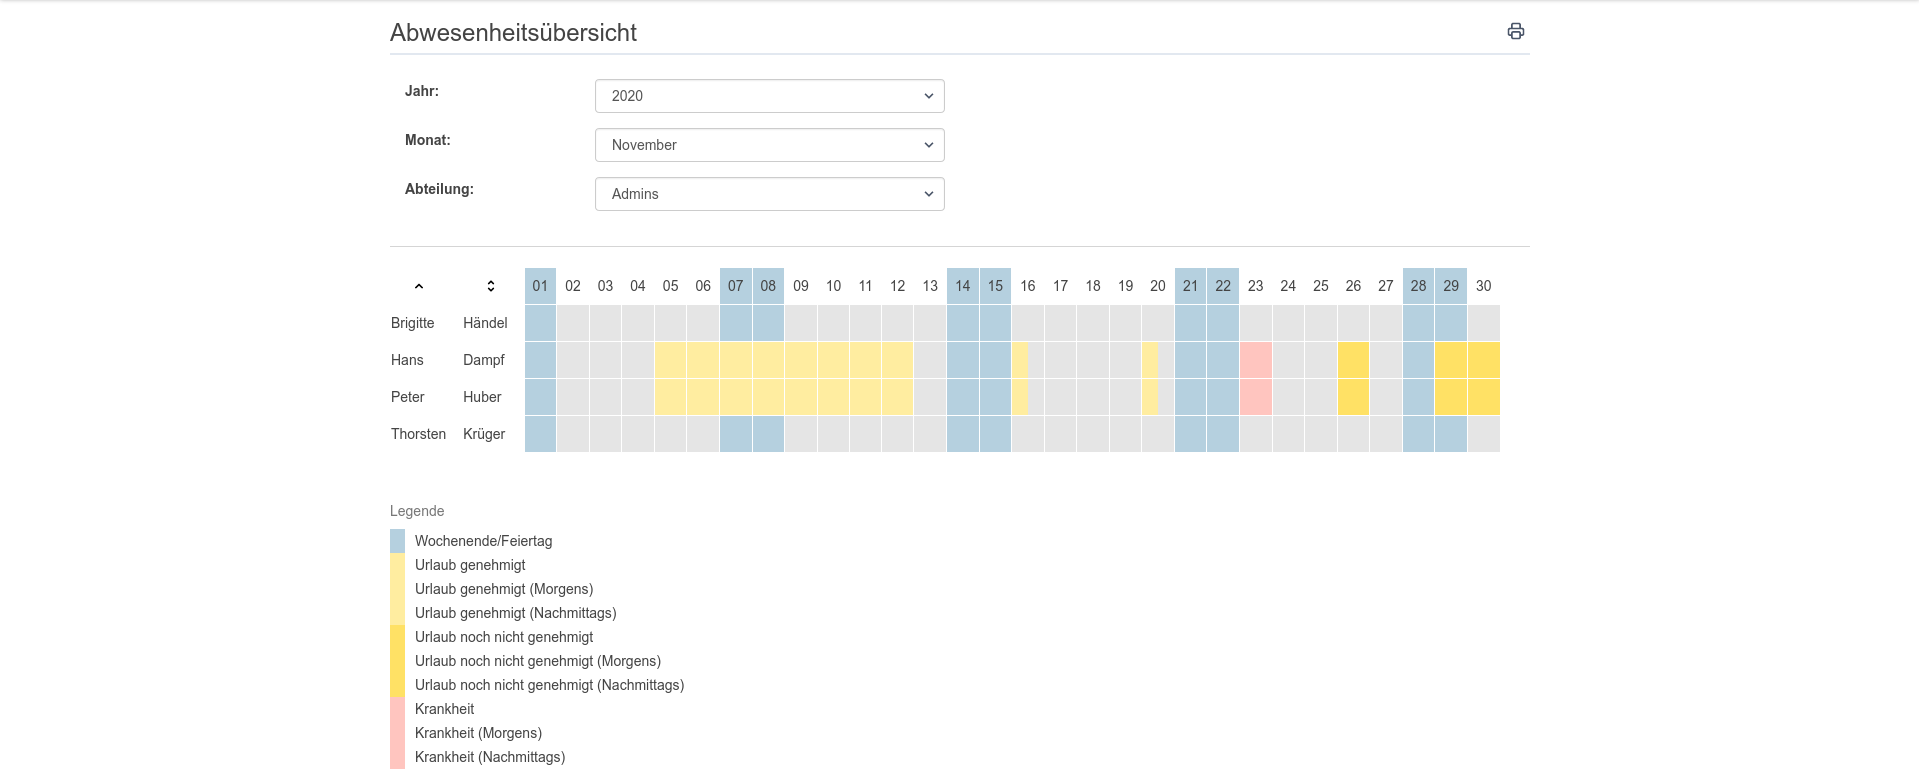 Abwesenheitsübersicht
Jahr:
2020
Monat:
November
Abteilung:
Admins
01 02 03 04 05 06 07 08 09 10 11 12 13 14 15 16 17 18 19 20 21 22 23 24 25 26 27 28 29 30
Brigitte Händel
Hans Dampf
Peter Huber
Thorsten Krüger
Legende
Wochenende/Feiertag
Urlaub genehmigt
Urlaub genehmigt (Morgens)
Urlaub genehmigt (Nachmittags)
Urlaub noch nicht genehmigt
Urlaub noch nicht genehmigt (Morgens)
Urlaub noch nicht genehmigt (Nachmittags)
Krankheit
Krankheit (Morgens)
Krankheit (Nachmittags)